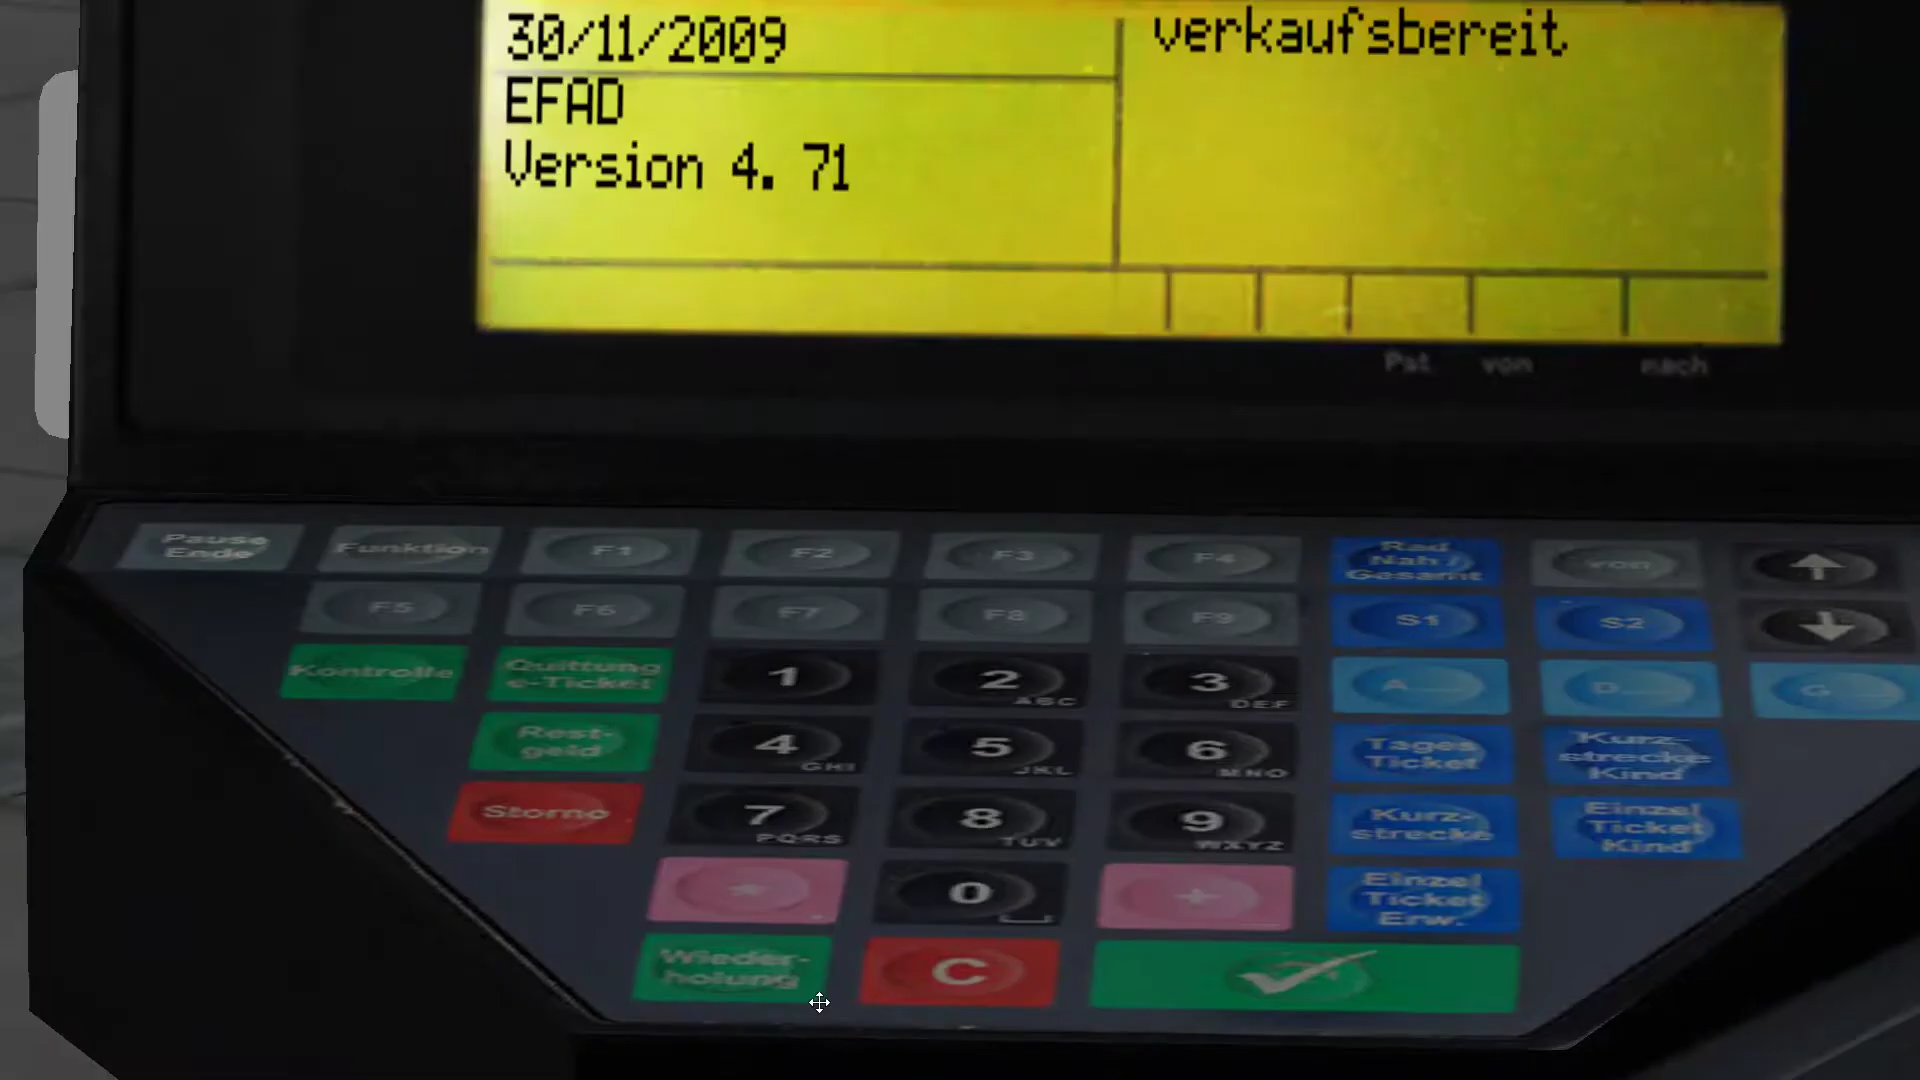 30/11/2009
verkaufsbereit
EFAD
Version 4. 71
Pat von nach
Pause
Ende
Funktion
F1
F2
F3
F4
Rad
Nah /
Gesamt
von
F5
F6
F7
F8
F9
S1
S2
Kontrolle
Quittung
e-Ticket
1
2
ABC
3
DEF
A
D
G
Rest-
geld
4
GHI
5
JKL
6
MNO
Tages
Ticket
Kurz-
strecke
Kind
Storno
7
PQRS
8
TUV
9
WXYZ
Kurz-
strecke
Einzel
Ticket
Kind
0
+
Einzel
Ticket
Erw.
Wieder-
holung
C